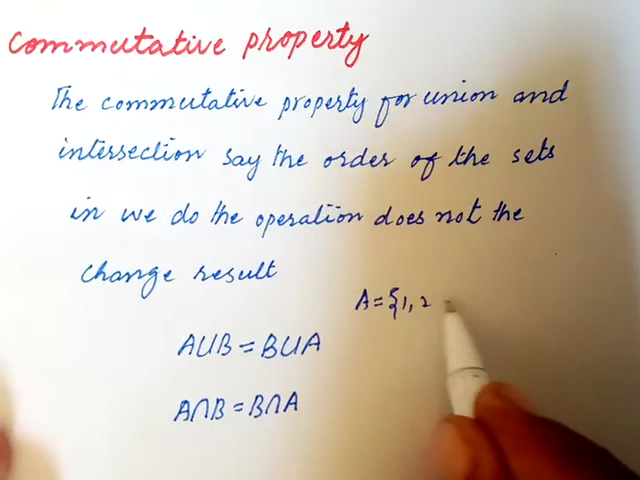 Commutative property
The commutative property for union and
intersection say the order of the sets
in we do the operation does not the
change result
A={1,2
A∪B=B∪A
A∩B=B∩A